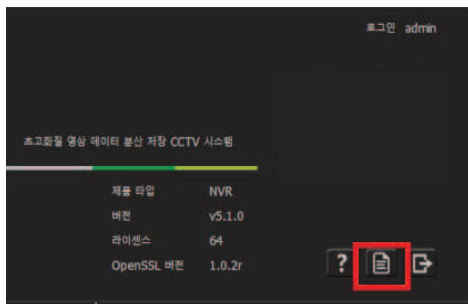 로그인 admin
초고화질 영상 데이터 분산 저장 CCTV 시스템
제품 타입 NVR
버전 v5.1.0
라이센스 64
OpenSSL 버전 1.0.2r
?